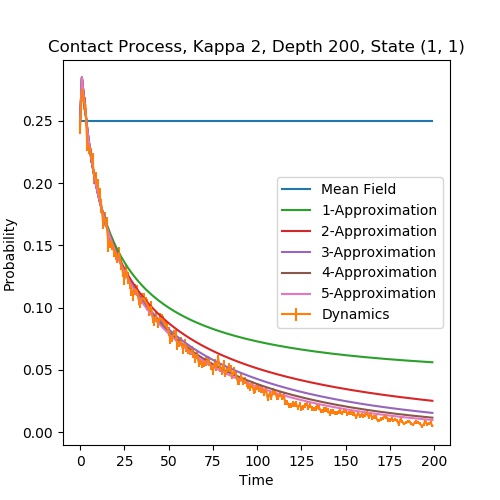 Contact Process, Kappa 2, Depth 200, State (1, 1)
Probability
0.25
0.20
0.15
0.10
0.05
0.00
Mean Field
1-Approximation
2-Approximation
3-Approximation
4-Approximation
5-Approximation
Dynamics
0 25 50 75 100 125 150 175 200
Time